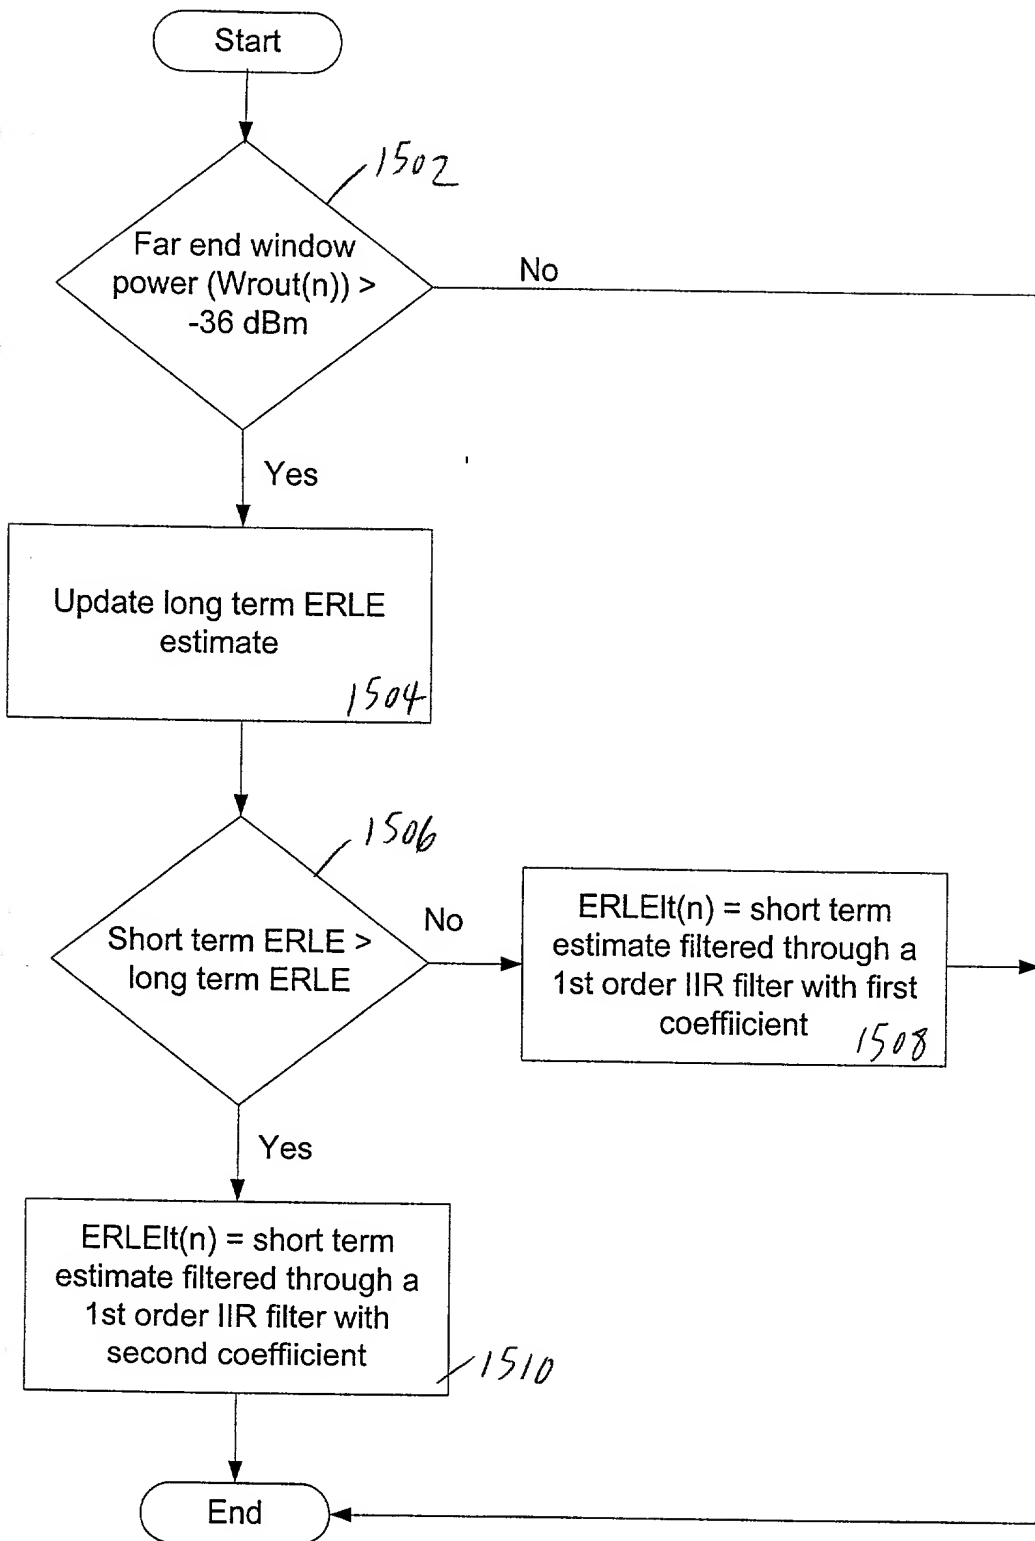 Start
1502
Far end window
power (Wrout(n)) >
-36 dBm
No
Yes
Update long term ERLE
estimate
1504
1506
Short term ERLE >
long term ERLE
No
ERLElt(n) = short term
estimate filtered through a
1st order IIR filter with first
coeffiicient
1508
Yes
ERLElt(n) = short term
estimate filtered through a
1st order IIR filter with
second coeffiicient
1510
End